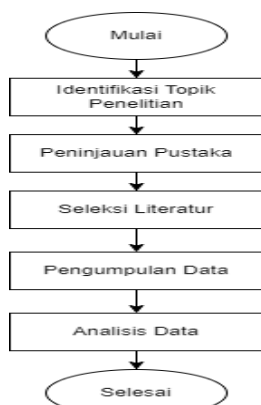 Mulai
Identifikasi Topik
Penelitian
Peninjauan Pustaka
Seleksi Literatur
Pengumpulan Data
Analisis Data
Selesai